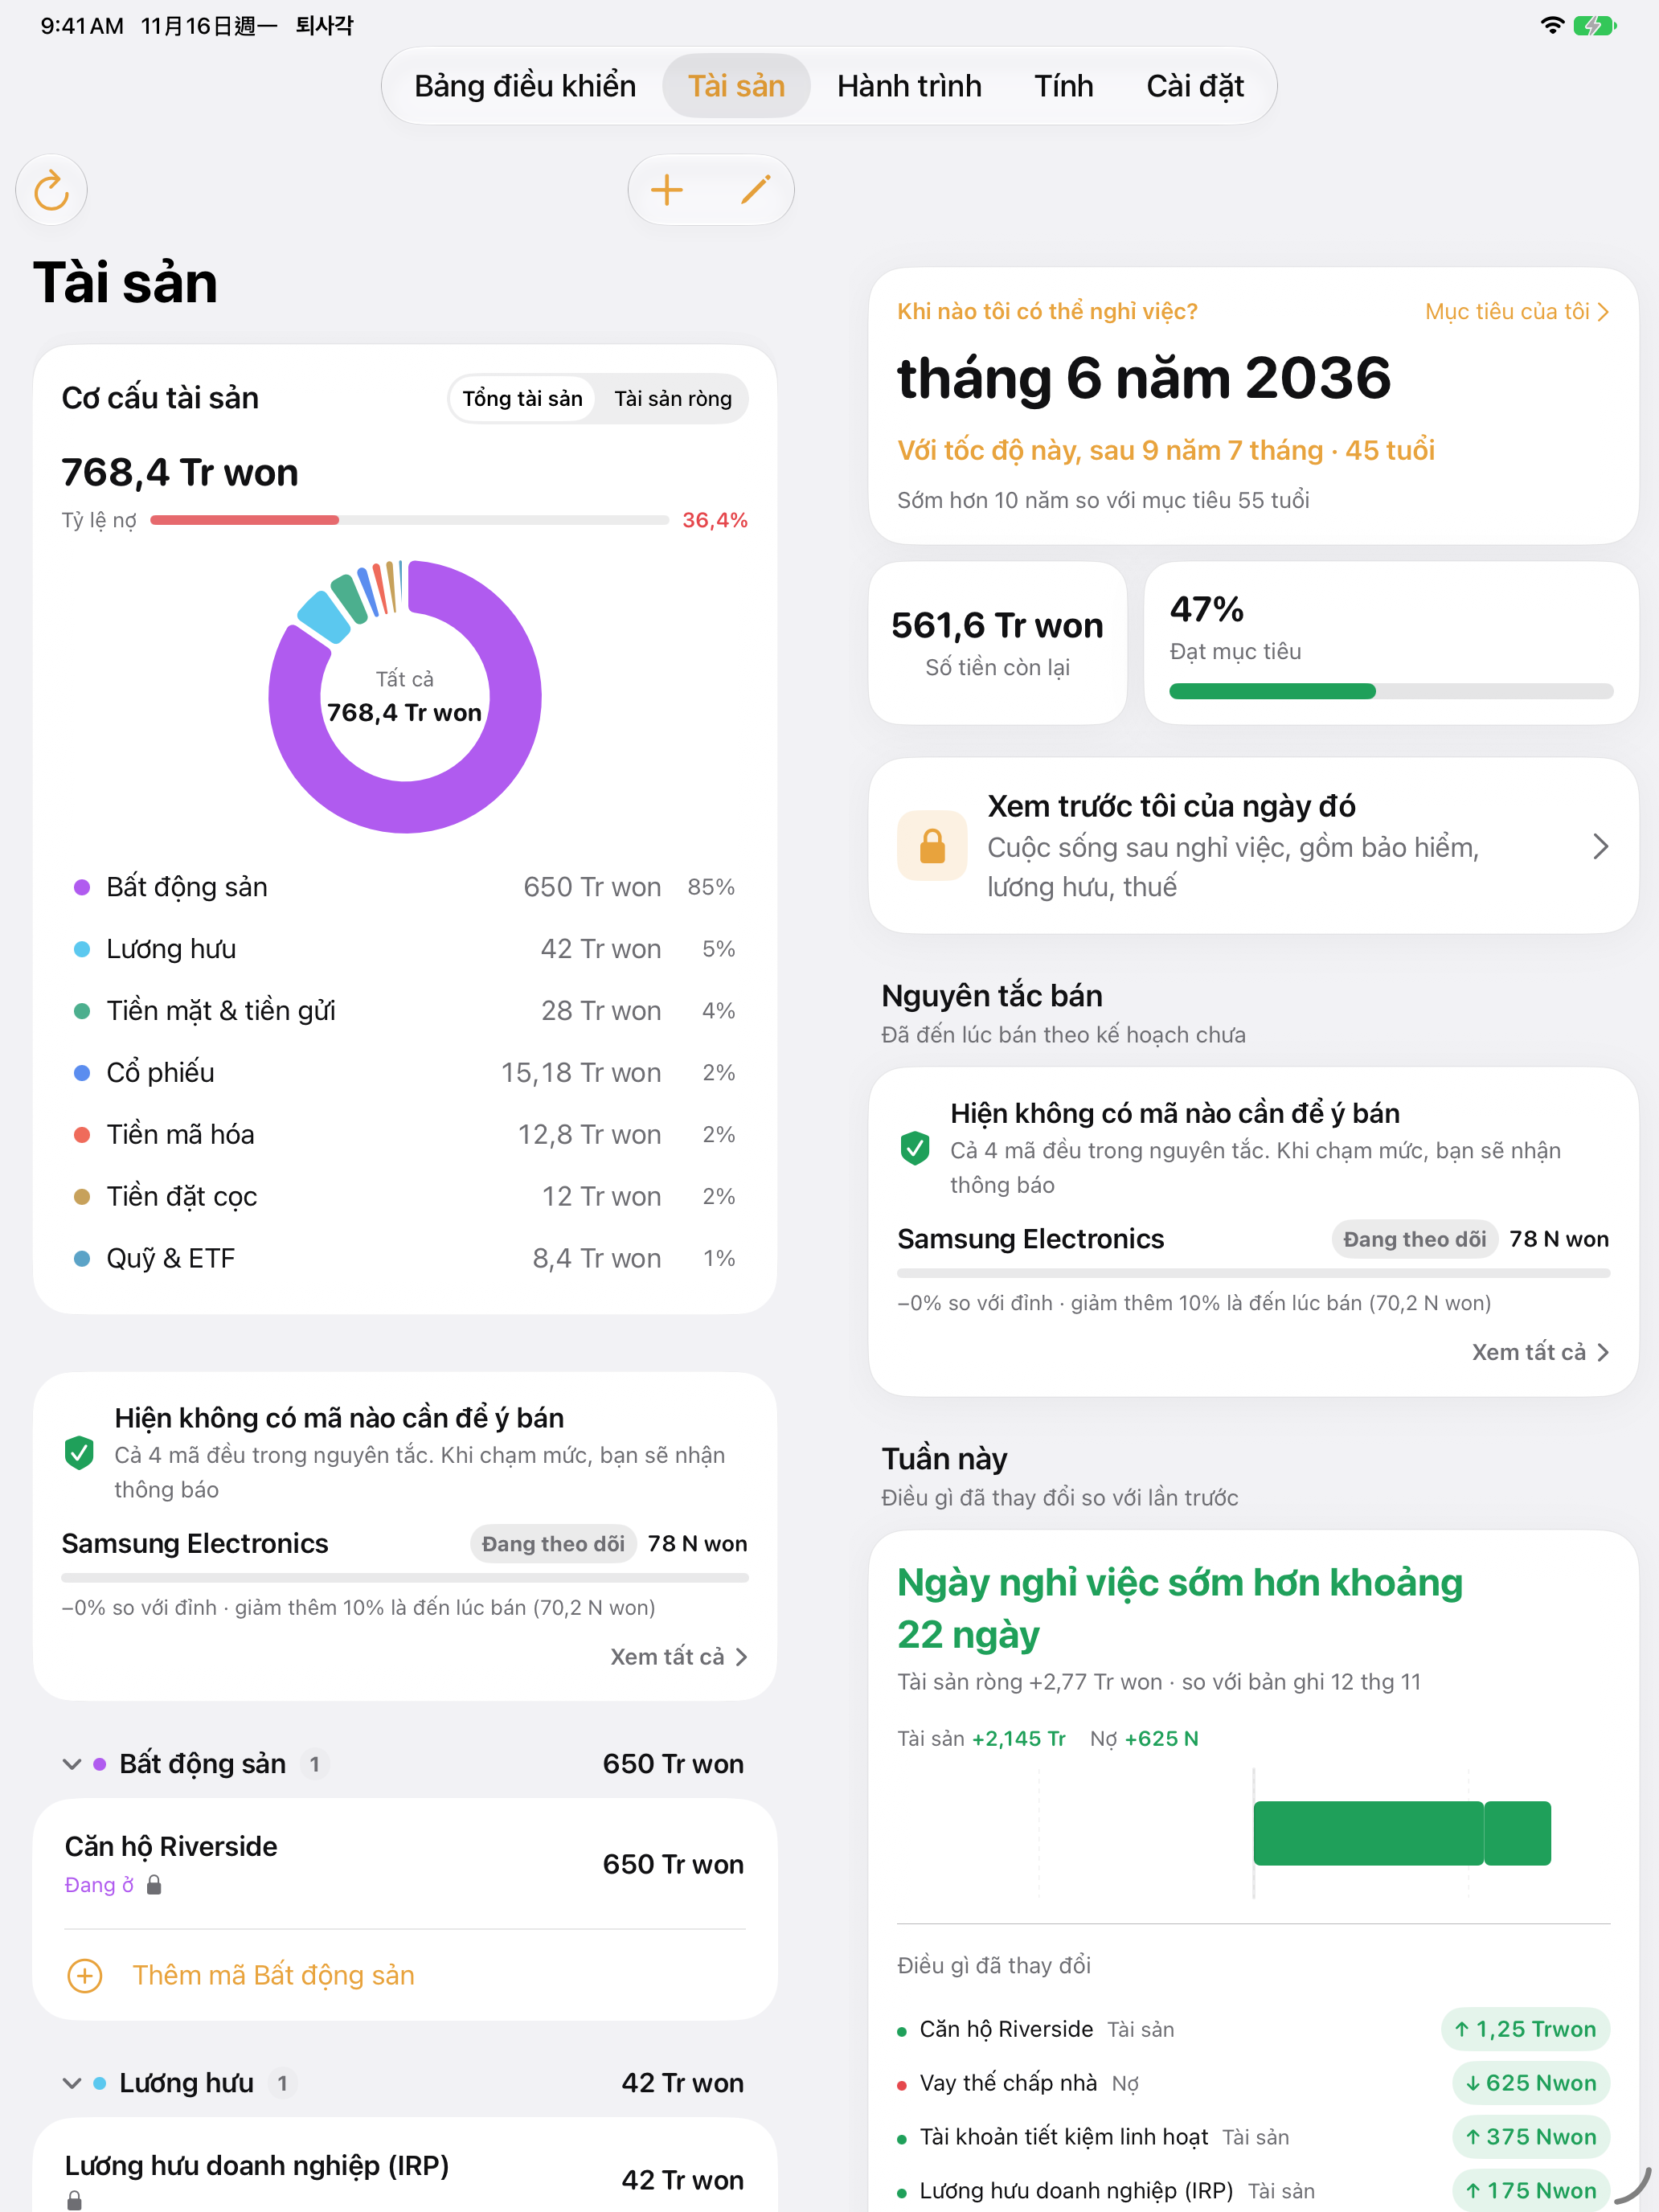 9:41 AM 11月16日週一 퇴사각
Bảng điều khiển Tài sản Hành trình Tính Cài đặt
Tài sản
Cơ cấu tài sản Tổng tài sản Tài sản ròng
768,4 Tr won
Tỷ lệ nợ 36,4%
Tất cả
768,4 Tr won
Bất động sản 650 Tr won 85%
Lương hưu 42 Tr won 5%
Tiền mặt & tiền gửi 28 Tr won 4%
Cổ phiếu 15,18 Tr won 2%
Tiền mã hóa 12,8 Tr won 2%
Tiền đặt cọc 12 Tr won 2%
Quỹ & ETF 8,4 Tr won 1%
Hiện không có mã nào cần để ý bán
Cả 4 mã đều trong nguyên tắc. Khi chạm mức, bạn sẽ nhận
thông báo
Samsung Electronics Đang theo dõi 78 N won
−0% so với đỉnh · giảm thêm 10% là đến lúc bán (70,2 N won)
Xem tất cả
Bất động sản 1 650 Tr won
Căn hộ Riverside 650 Tr won
Đang ở
Thêm mã Bất động sản
Lương hưu 1 42 Tr won
Lương hưu doanh nghiệp (IRP) 42 Tr won
Khi nào tôi có thể nghỉ việc? Mục tiêu của tôi
tháng 6 năm 2036
Với tốc độ này, sau 9 năm 7 tháng · 45 tuổi
Sớm hơn 10 năm so với mục tiêu 55 tuổi
561,6 Tr won
Số tiền còn lại
47%
Đạt mục tiêu
Xem trước tôi của ngày đó
Cuộc sống sau nghỉ việc, gồm bảo hiểm,
lương hưu, thuế
Nguyên tắc bán
Đã đến lúc bán theo kế hoạch chưa
Hiện không có mã nào cần để ý bán
Cả 4 mã đều trong nguyên tắc. Khi chạm mức, bạn sẽ nhận
thông báo
Samsung Electronics Đang theo dõi 78 N won
−0% so với đỉnh · giảm thêm 10% là đến lúc bán (70,2 N won)
Xem tất cả
Tuần này
Điều gì đã thay đổi so với lần trước
Ngày nghỉ việc sớm hơn khoảng
22 ngày
Tài sản ròng +2,77 Tr won · so với bản ghi 12 thg 11
Tài sản +2,145 Tr Nợ +625 N
Điều gì đã thay đổi
Căn hộ Riverside Tài sản ↑ 1,25 Trwon
Vay thế chấp nhà Nợ ↓ 625 Nwon
Tài khoản tiết kiệm linh hoạt Tài sản ↑ 375 Nwon
Lương hưu doanh nghiệp (IRP) Tài sản ↑ 175 Nwon